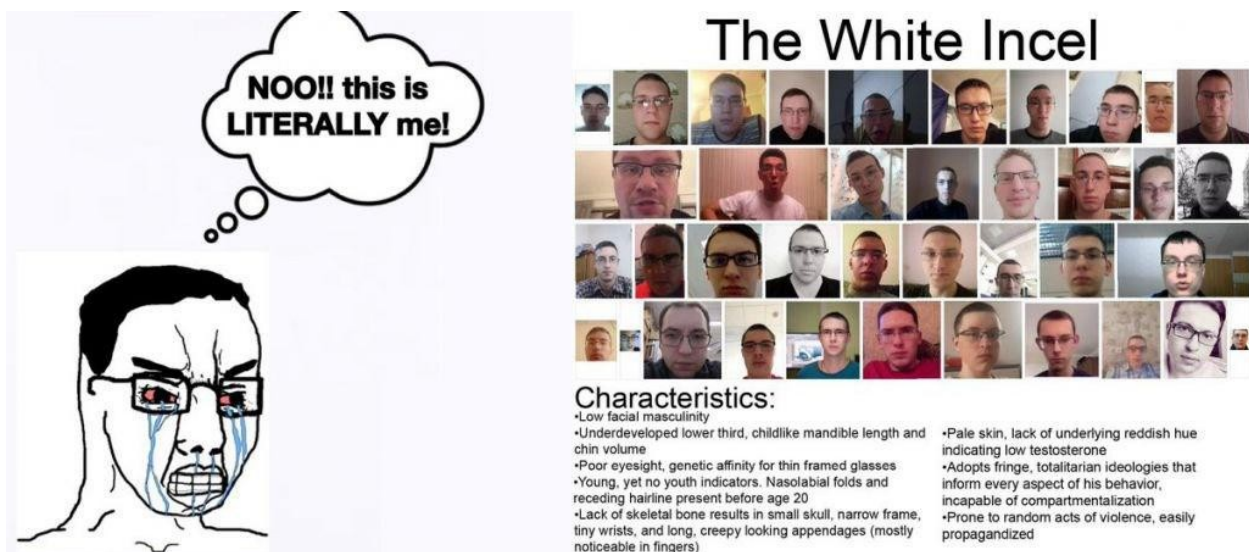 NOO!! this is
LITERALLY me!
The White Incel
Characteristics:
•Low facial masculinity
•Underdeveloped lower third, childlike mandible length and
chin volume
•Poor eyesight, genetic affinity for thin framed glasses
•Young, yet no youth indicators. Nasolabial folds and
receding hairline present before age 20
•Lack of skeletal bone results in small skull, narrow frame,
tiny wrists, and long, creepy looking appendages (mostly
noticeable in fingers)
•Pale skin, lack of underlying reddish hue
indicating low testosterone
•Adopts fringe, totalitarian ideologies that
inform every aspect of his behavior,
incapable of compartmentalization
•Prone to random acts of violence, easily
propagandized